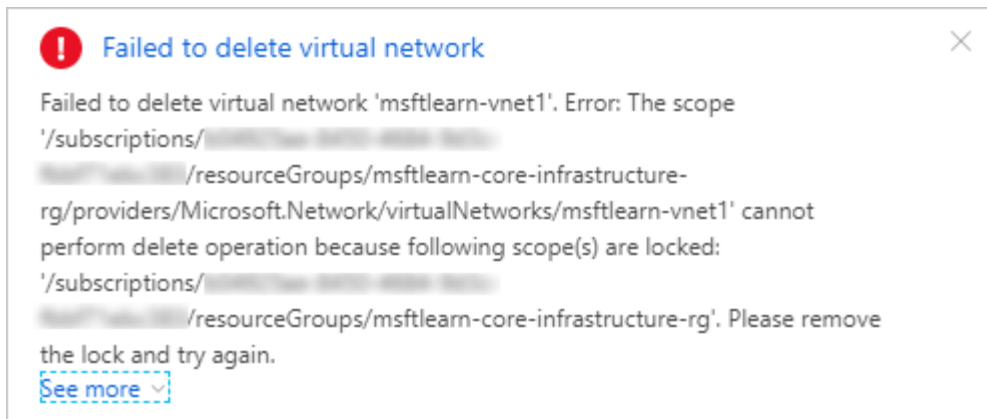 Failed to delete virtual network
Failed to delete virtual network 'msftlearn-vnet1'. Error: The scope
'/subscriptions/
/resourceGroups/msftlearn-core-infrastructure-
rg/providers/Microsoft.Network/virtualNetworks/msftlearn-vnet1' cannot
perform delete operation because following scope(s) are locked:
'/subscriptions/
/resourceGroups/msftlearn-core-infrastructure-rg'. Please remove
the lock and try again.
See more